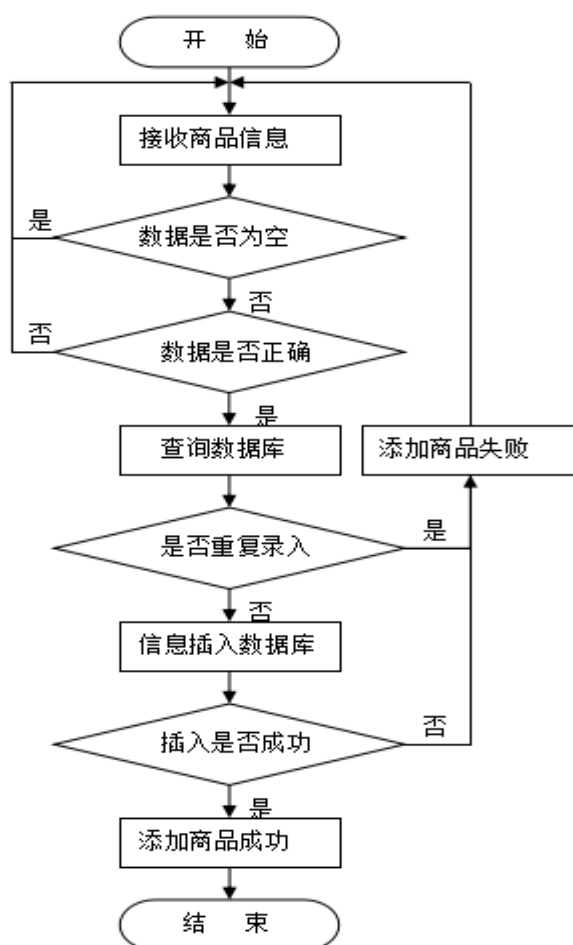 开 始
接收商品信息
是
数据是否为空
否
否
数据是否正确
是
查询数据库
添加商品失败
是
是否重复录入
否
信息插入数据库
否
插入是否成功
是
添加商品成功
结 束